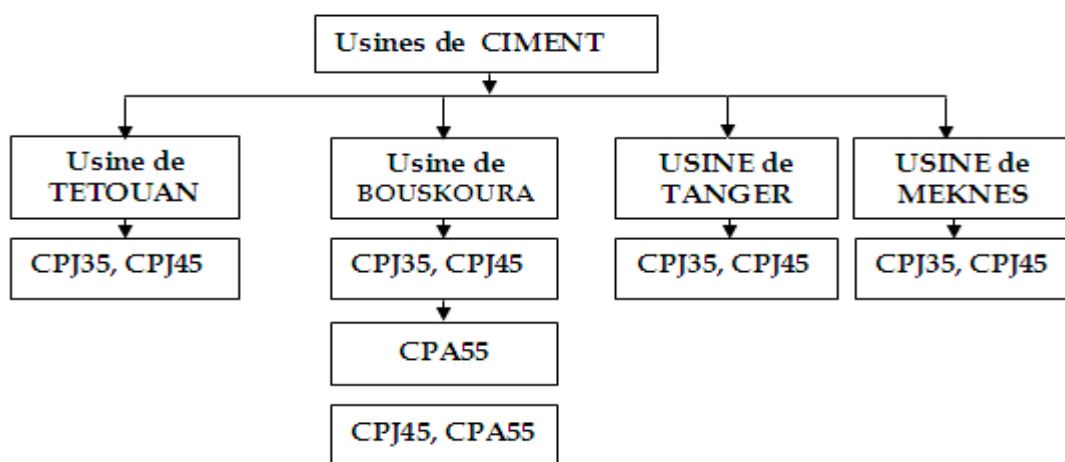 Usines de CIMENT
Usine de
TETOUAN
Usine de
BOUSKOURA
USINE de
TANGER
USINE de
MEKNES
CPJ35, CPJ45
CPJ35, CPJ45
CPJ35, CPJ45
CPJ35, CPJ45
CPA55
CPJ45, CPA55